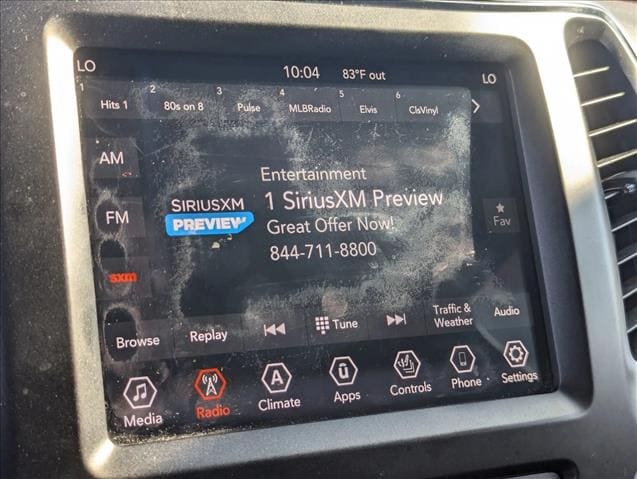 LO 10:04 83°F out LO
1 2 3 4 5 6
Hits 1 80s on 8 Pulse MLBRadio Elvis ClsVinyl
AM
Entertainment
SIRIUSXM 1 SiriusXM Preview
FM PREVIEW Great Offer Now! Fav
844-711-8800
sxm
Browse Replay Tune Traffic & Weather Audio
A
Media Radio Climate Apps Controls Phone Settings